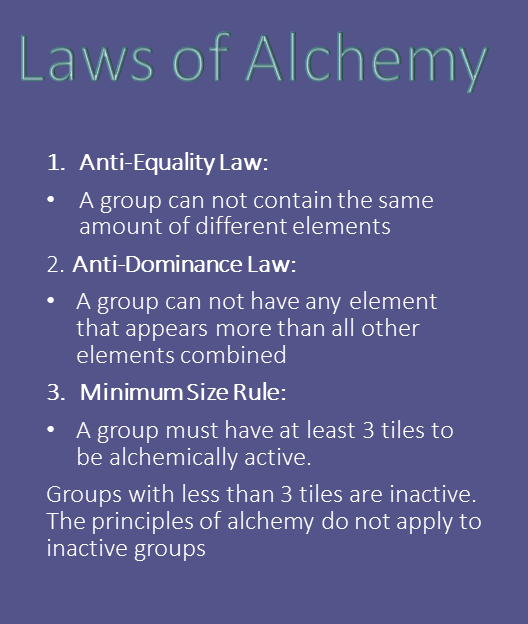 Laws of Alchemy
1. Anti-Equality Law:
• A group can not contain the same
amount of different elements
2. Anti-Dominance Law:
• A group can not have any element
that appears more than all other
elements combined
3. Minimum Size Rule:
• A group must have at least 3 tiles to
be alchemically active.
Groups with less than 3 tiles are inactive.
The principles of alchemy do not apply to
inactive groups